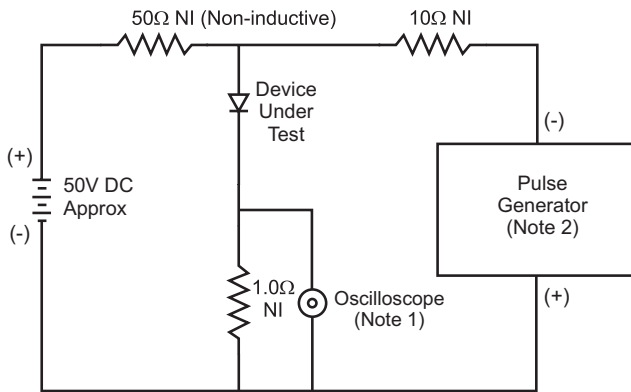 50Ω NI (Non-inductive)
10Ω NI
Device
Under
Test
(+)
50V DC
Approx
(-)
(-)
Pulse
Generator
(Note 2)
(+)
1.0Ω
NI
Oscilloscope
(Note 1)